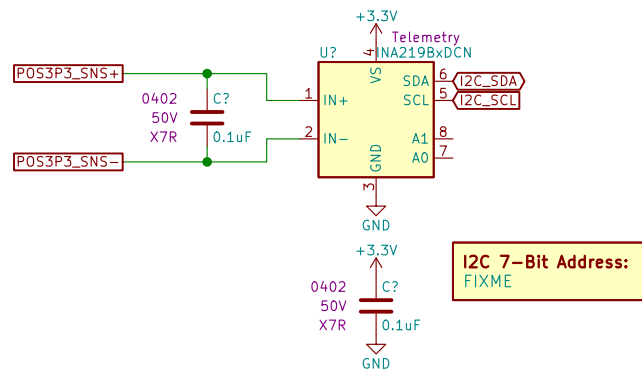 +3.3V
Telemetry
U?
INA219BxDCN
4
VS
POS3P3_SNS+
SDA
6
I2C_SDA
0402
C?
1
IN+
SCL
5
I2C_SCL
50V
X7R
0.1uF
2
IN-
A1
8
A0
7
POS3P3_SNS-
GND
3
GND
+3.3V
0402
C?
50V
X7R
0.1uF
GND
I2C 7-Bit Address:
FIXME